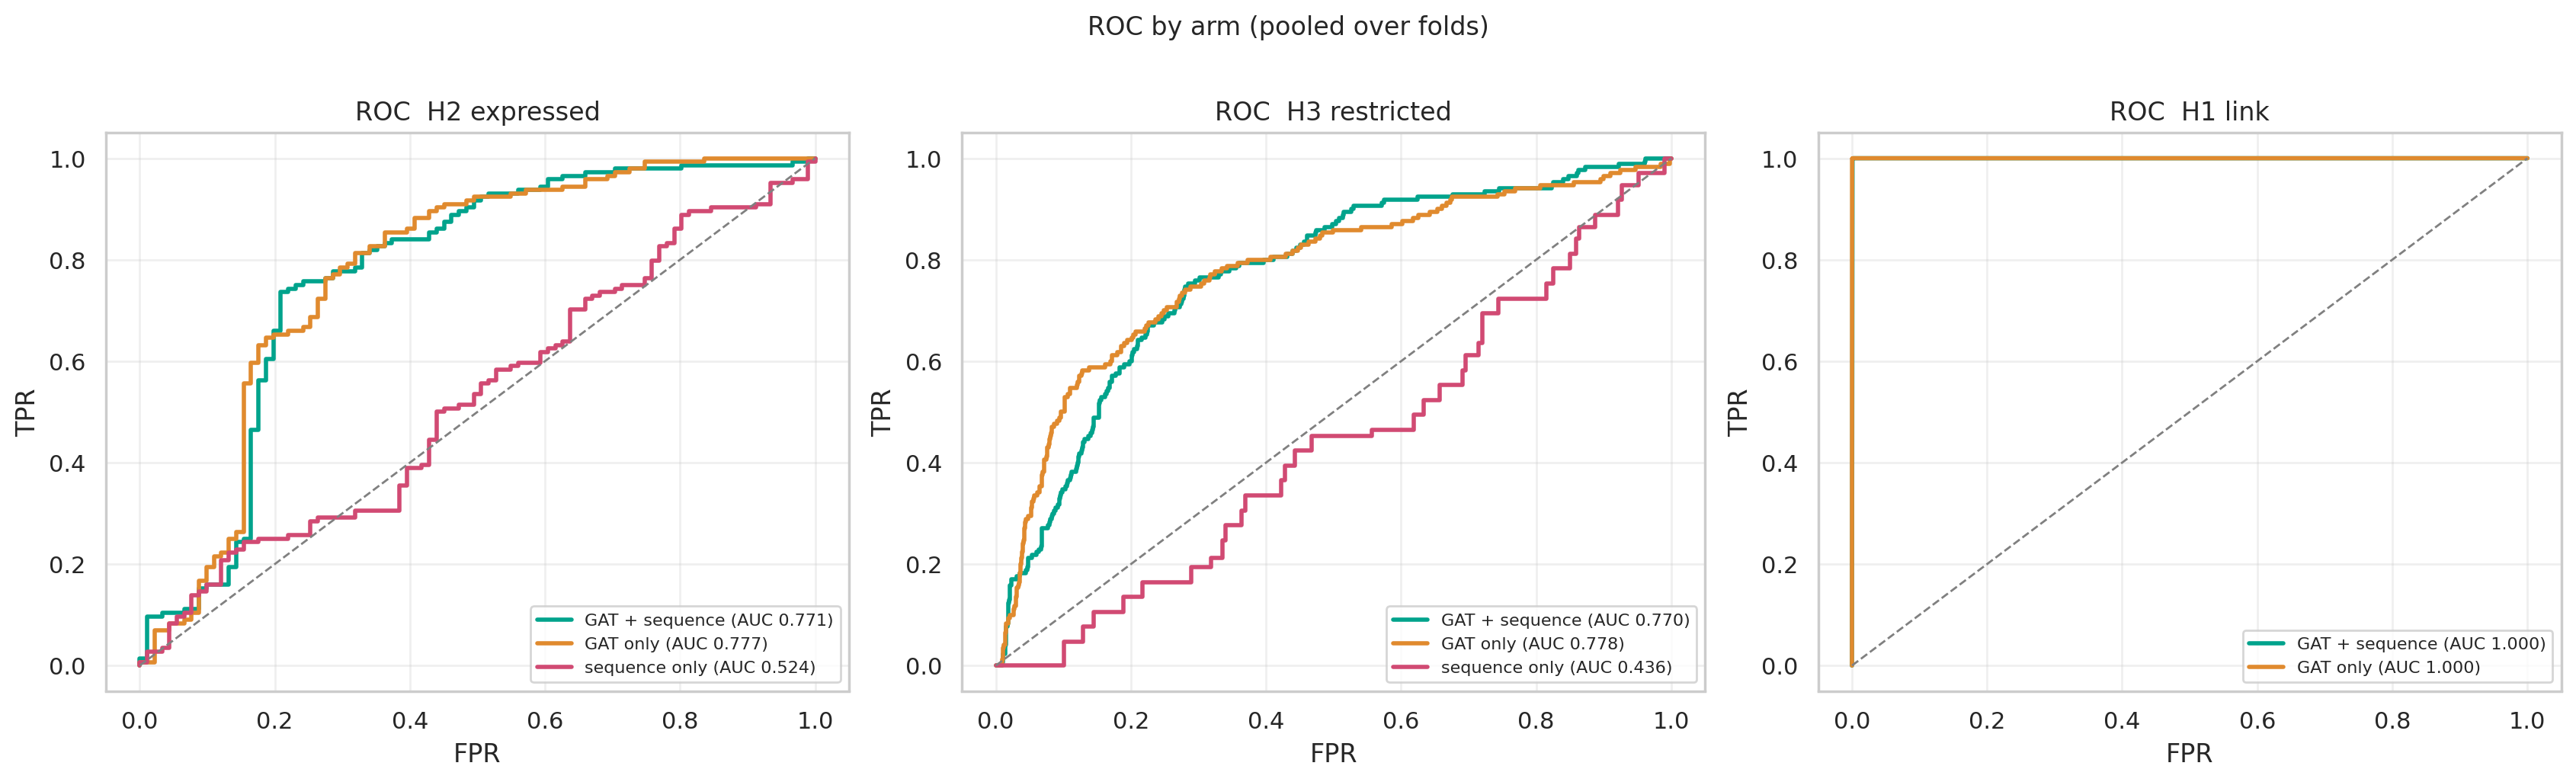 ROC by arm (pooled over folds)
ROC  H2 expressed
1.0
0.8
0.6
0.4
0.2
0.0
TPR
0.0 0.2 0.4 0.6 0.8 1.0
FPR
GAT + sequence (AUC 0.771)
GAT only (AUC 0.777)
sequence only (AUC 0.524)
ROC  H3 restricted
1.0
0.8
0.6
0.4
0.2
0.0
TPR
0.0 0.2 0.4 0.6 0.8 1.0
FPR
GAT + sequence (AUC 0.770)
GAT only (AUC 0.778)
sequence only (AUC 0.436)
ROC  H1 link
1.0
0.8
0.6
0.4
0.2
0.0
TPR
0.0 0.2 0.4 0.6 0.8 1.0
FPR
GAT + sequence (AUC 1.000)
GAT only (AUC 1.000)